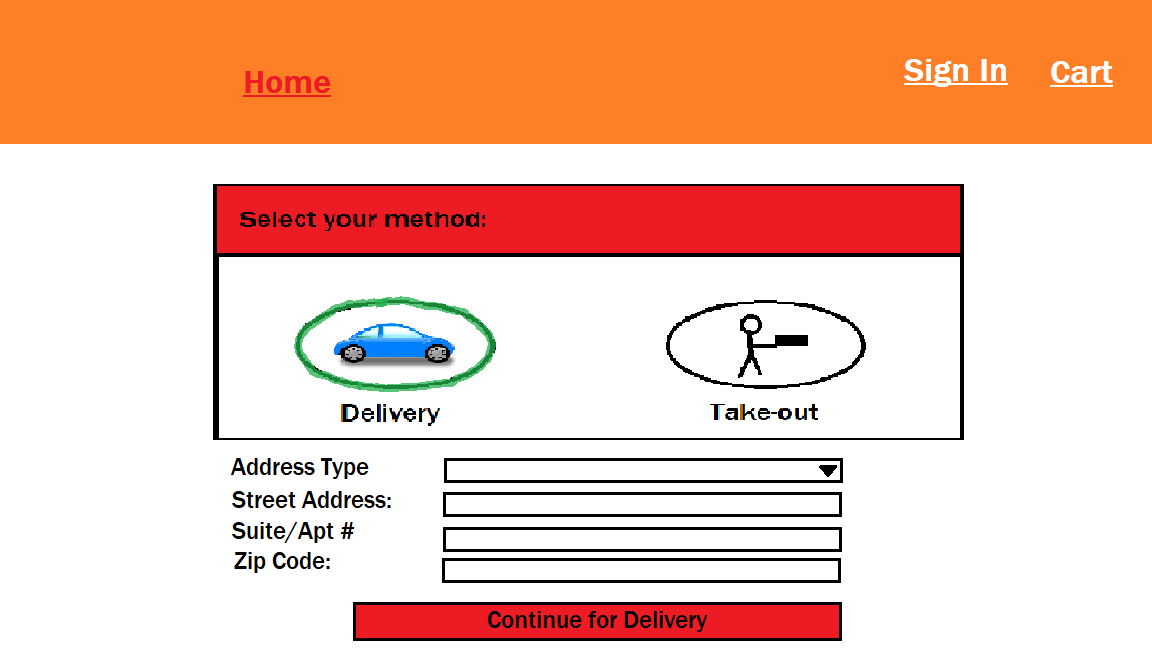 Home
Sign In
Cart
Select your method:
Delivery
Take-out
Address Type
Street Address:
Suite/Apt #
Zip Code:
Continue for Delivery